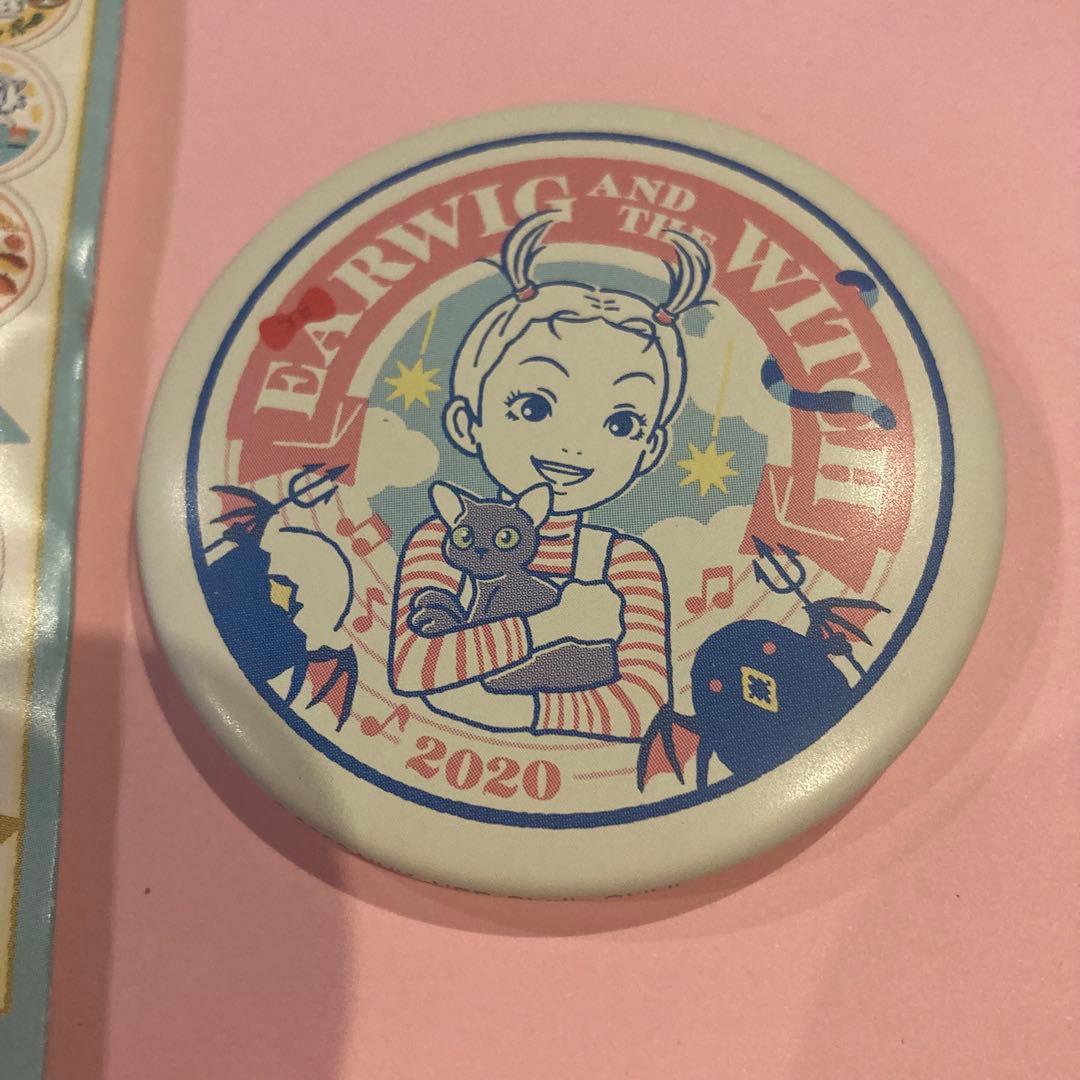 EARWIG AND THE WITCH
2020